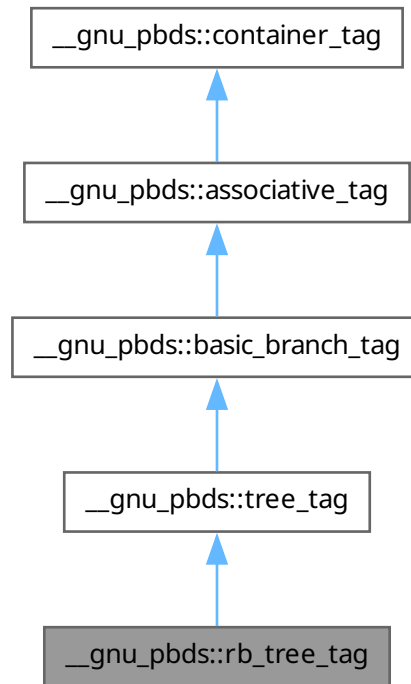 __gnu_pbds::container_tag
__gnu_pbds::associative_tag
__gnu_pbds::basic_branch_tag
__gnu_pbds::tree_tag
__gnu_pbds::rb_tree_tag